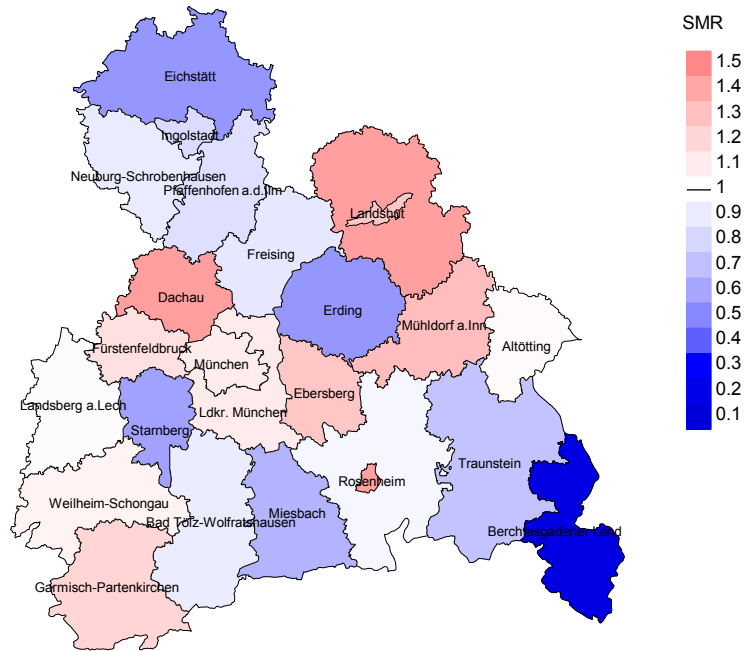 SMR
1.5
1.4
1.3
1.2
1.1
1
0.9
0.8
0.7
0.6
0.5
0.4
0.3
0.2
0.1
Eichstätt
Ingolstadt
Neuburg-Schrobenhausen
Pfaffenhofen a.d.Ilm
Landshut
Freising
Dachau
Erding
Mühldorf a.Inn
Fürstenfeldbruck
Altötting
München
Ebersberg
Landsberg a.Lech
Ldkr. München
Starnberg
Traunstein
Rosenheim
Weilheim-Schongau
Miesbach
Bad Tölz-Wolfratshausen
Berchtesgadener Land
Garmisch-Partenkirchen